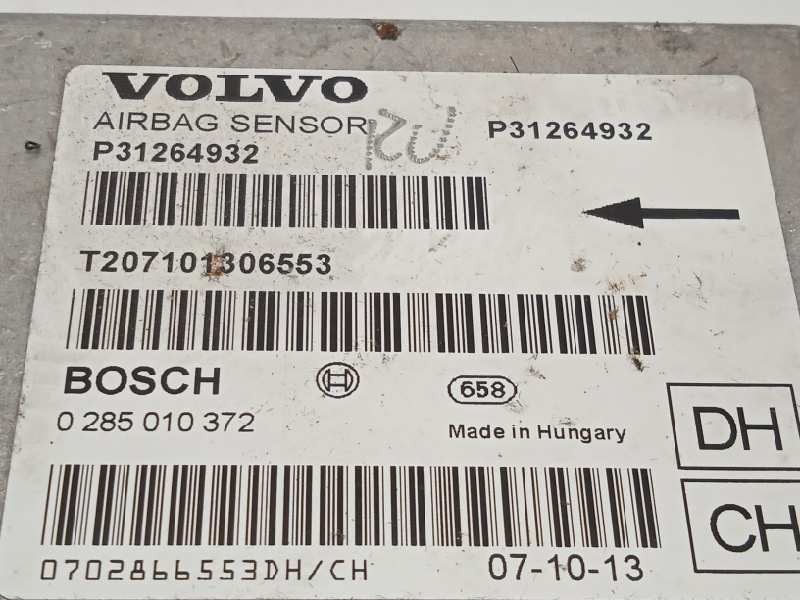 VOLVO
AIRBAG SENSOR
P31264932
P31264932
T207101306553
BOSCH
658
0 285 010 372
Made in Hungary
DH
CH
0702866553DH/CH
07-10-13